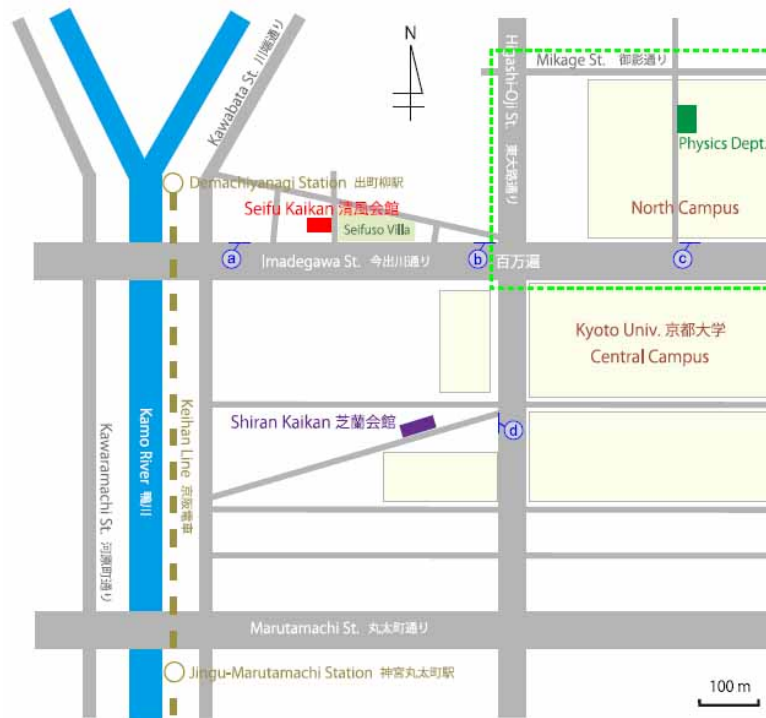 N
Kawabata St. 川端通り
Higashi-Oji St. 東大路通り
Mikage St. 御影通り
Physics Dept.
Demachiyanagi Station 出町柳駅
Seifu Kaikan 清風会館
Seifuso Villa
North Campus
a
Imadegawa St. 今出川通り
b
百万遍
c
Kyoto Univ. 京都大学
Central Campus
Kawaramachi St. 河原町通り
Kamo River 鴨川
Keihan Line 京阪電車
Shiran Kaikan 芝蘭会館
d
Marutamachi St. 丸太町通り
Jingu-Marutamachi Station 神宮丸太町駅
100 m